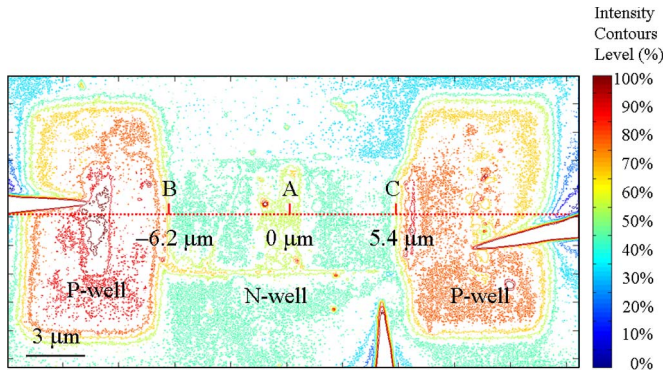 Intensity
Contours
Level (%)
100%
90%
80%
70%
60%
50%
40%
30%
20%
10%
0%
B A C
–6.2 μm 0 μm 5.4 μm
P-well N-well P-well
3 μm